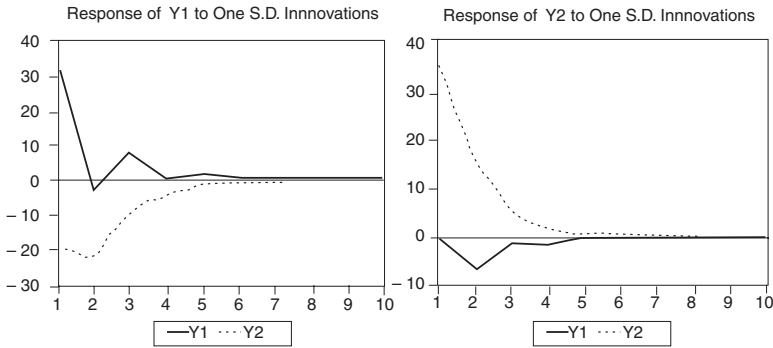 Response of Y1 to One S.D. Innnovations
40
30
20
10
0
– 10
– 20
– 30
1 2 3 4 5 6 7 8 9 10
Y1 Y2
Response of Y2 to One S.D. Innnovations
40
30
20
10
0
– 10
1 2 3 4 5 6 7 8 9 10
Y1 Y2